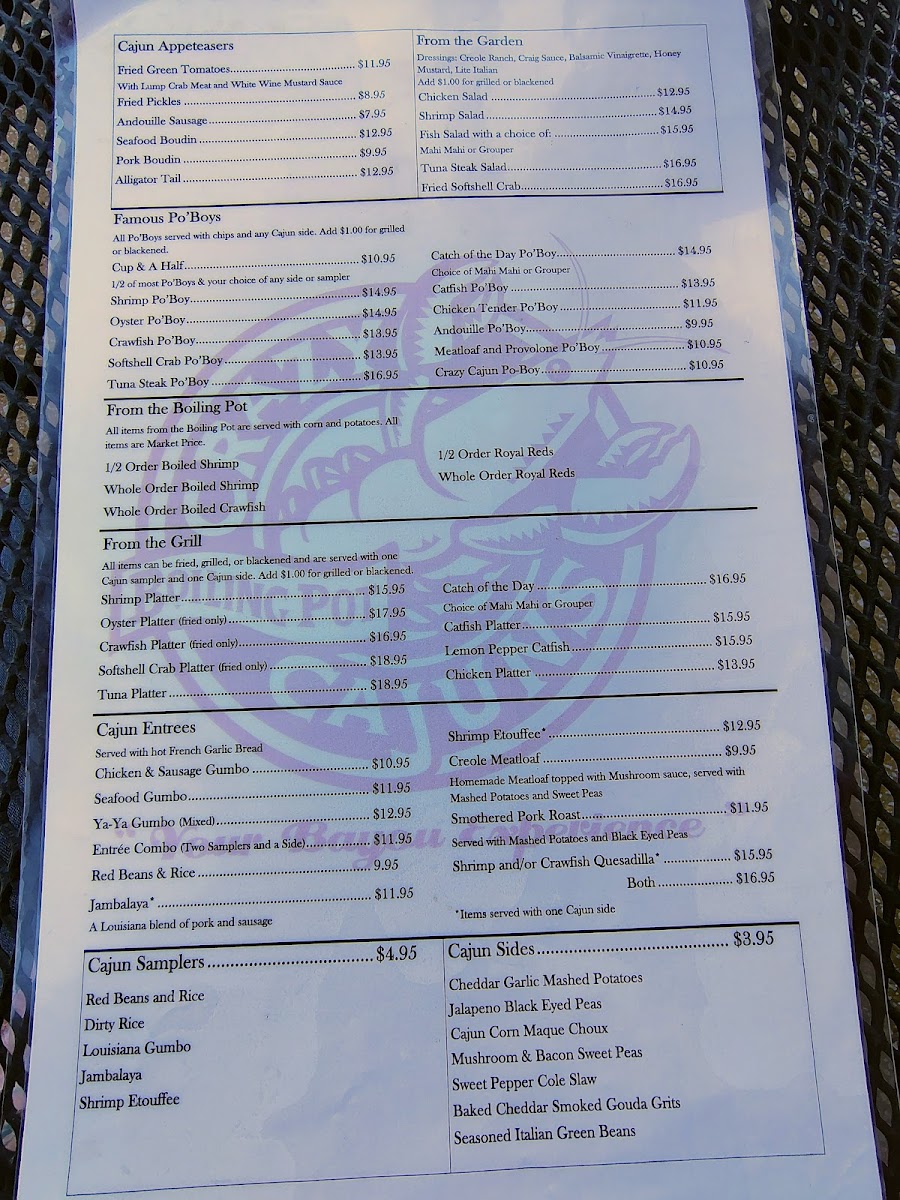 Cajun Appeteasers
Fried Green Tomatoes........................ $11.95
With Lump Crab Meat and White Wine Mustard Sauce
Fried Pickles ........................ $8.95
Andouille Sausage........................ $7.95
Seafood Boudin ........................ $12.95
Pork Boudin ........................ $9.95
Alligator Tail ........................ $12.95
From the Garden
Dressings: Creole Ranch, Craig Sauce, Balsamic Vinaigrette, Honey
Mustard, Lite Italian
Add $1.00 for grilled or blackened
Chicken Salad ........................ $12.95
Shrimp Salad........................ $14.95
Fish Salad with a choice of: ........................ $15.95
Mahi Mahi or Grouper
Tuna Steak Salad........................ $16.95
Fried Softshell Crab........................ $16.95
Famous Po'Boys
All Po'Boys served with chips and any Cajun side. Add $1.00 for grilled
or blackened.
Cup & A Half........................ $10.95
1/2 of most Po'Boys & your choice of any side or sampler
Shrimp Po'Boy........................ $14.95
Oyster Po'Boy........................ $14.95
Crawfish Po'Boy........................ $13.95
Softshell Crab Po'Boy........................ $13.95
Tuna Steak Po'Boy ........................ $16.95
Catch of the Day Po'Boy........................ $14.95
Choice of Mahi Mahi or Grouper
Catfish Po'Boy ........................ $13.95
Chicken Tender Po'Boy ........................ $11.95
Andouille Po'Boy........................ $9.95
Meatloaf and Provolone Po'Boy........................ $10.95
Crazy Cajun Po-Boy........................ $10.95
From the Boiling Pot
All items from the Boiling Pot are served with corn and potatoes. All
items are Market Price.
1/2 Order Boiled Shrimp
Whole Order Boiled Shrimp
Whole Order Boiled Crawfish
1/2 Order Royal Reds
Whole Order Royal Reds
From the Grill
All items can be fried, grilled, or blackened and are served with one
Cajun sampler and one Cajun side. Add $1.00 for grilled or blackened.
Shrimp Platter........................ $15.95
Oyster Platter (fried only)........................ $17.95
Crawfish Platter (fried only)........................ $16.95
Softshell Crab Platter (fried only) ........................ $18.95
Tuna Platter ........................ $18.95
Catch of the Day ........................ $16.95
Choice of Mahi Mahi or Grouper
Catfish Platter........................ $15.95
Lemon Pepper Catfish........................ $15.95
Chicken Platter ........................ $13.95
Cajun Entrees
Served with hot French Garlic Bread
Chicken & Sausage Gumbo ........................ $10.95
Seafood Gumbo........................ $11.95
Ya-Ya Gumbo (Mixed)........................ $12.95
Entrée Combo (Two Samplers and a Side)........................ $11.95
Red Beans & Rice ........................ 9.95
Jambalaya* ........................ $11.95
A Louisiana blend of pork and sausage
Shrimp Etouffee* ........................ $12.95
Creole Meatloaf ........................ $9.95
Homemade Meatloaf topped with Mushroom sauce, served with
Mashed Potatoes and Sweet Peas
Smothered Pork Roast........................ $11.95
Served with Mashed Potatoes and Black Eyed Peas
Shrimp and/or Crawfish Quesadilla* ................ $15.95
Both ................ $16.95
*Items served with one Cajun side
Cajun Samplers ........................ $4.95
Red Beans and Rice
Dirty Rice
Louisiana Gumbo
Jambalaya
Shrimp Etouffee
Cajun Sides ........................ $3.95
Cheddar Garlic Mashed Potatoes
Jalapeno Black Eyed Peas
Cajun Corn Maque Choux
Mushroom & Bacon Sweet Peas
Sweet Pepper Cole Slaw
Baked Cheddar Smoked Gouda Grits
Seasoned Italian Green Beans
CRAZY
BOILING POT
CAJUNS
"Your Bayou Experience